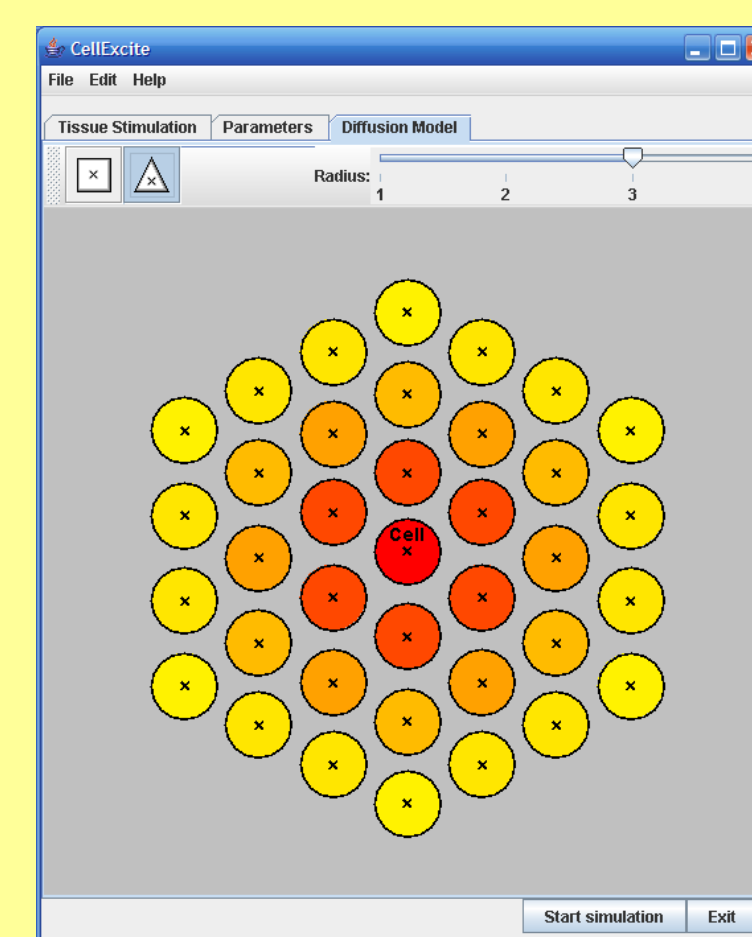 CellExcite
File Edit Help
Tissue Stimulation Parameters Diffusion Model
Radius:
1 2 3
Cell
Start simulation Exit